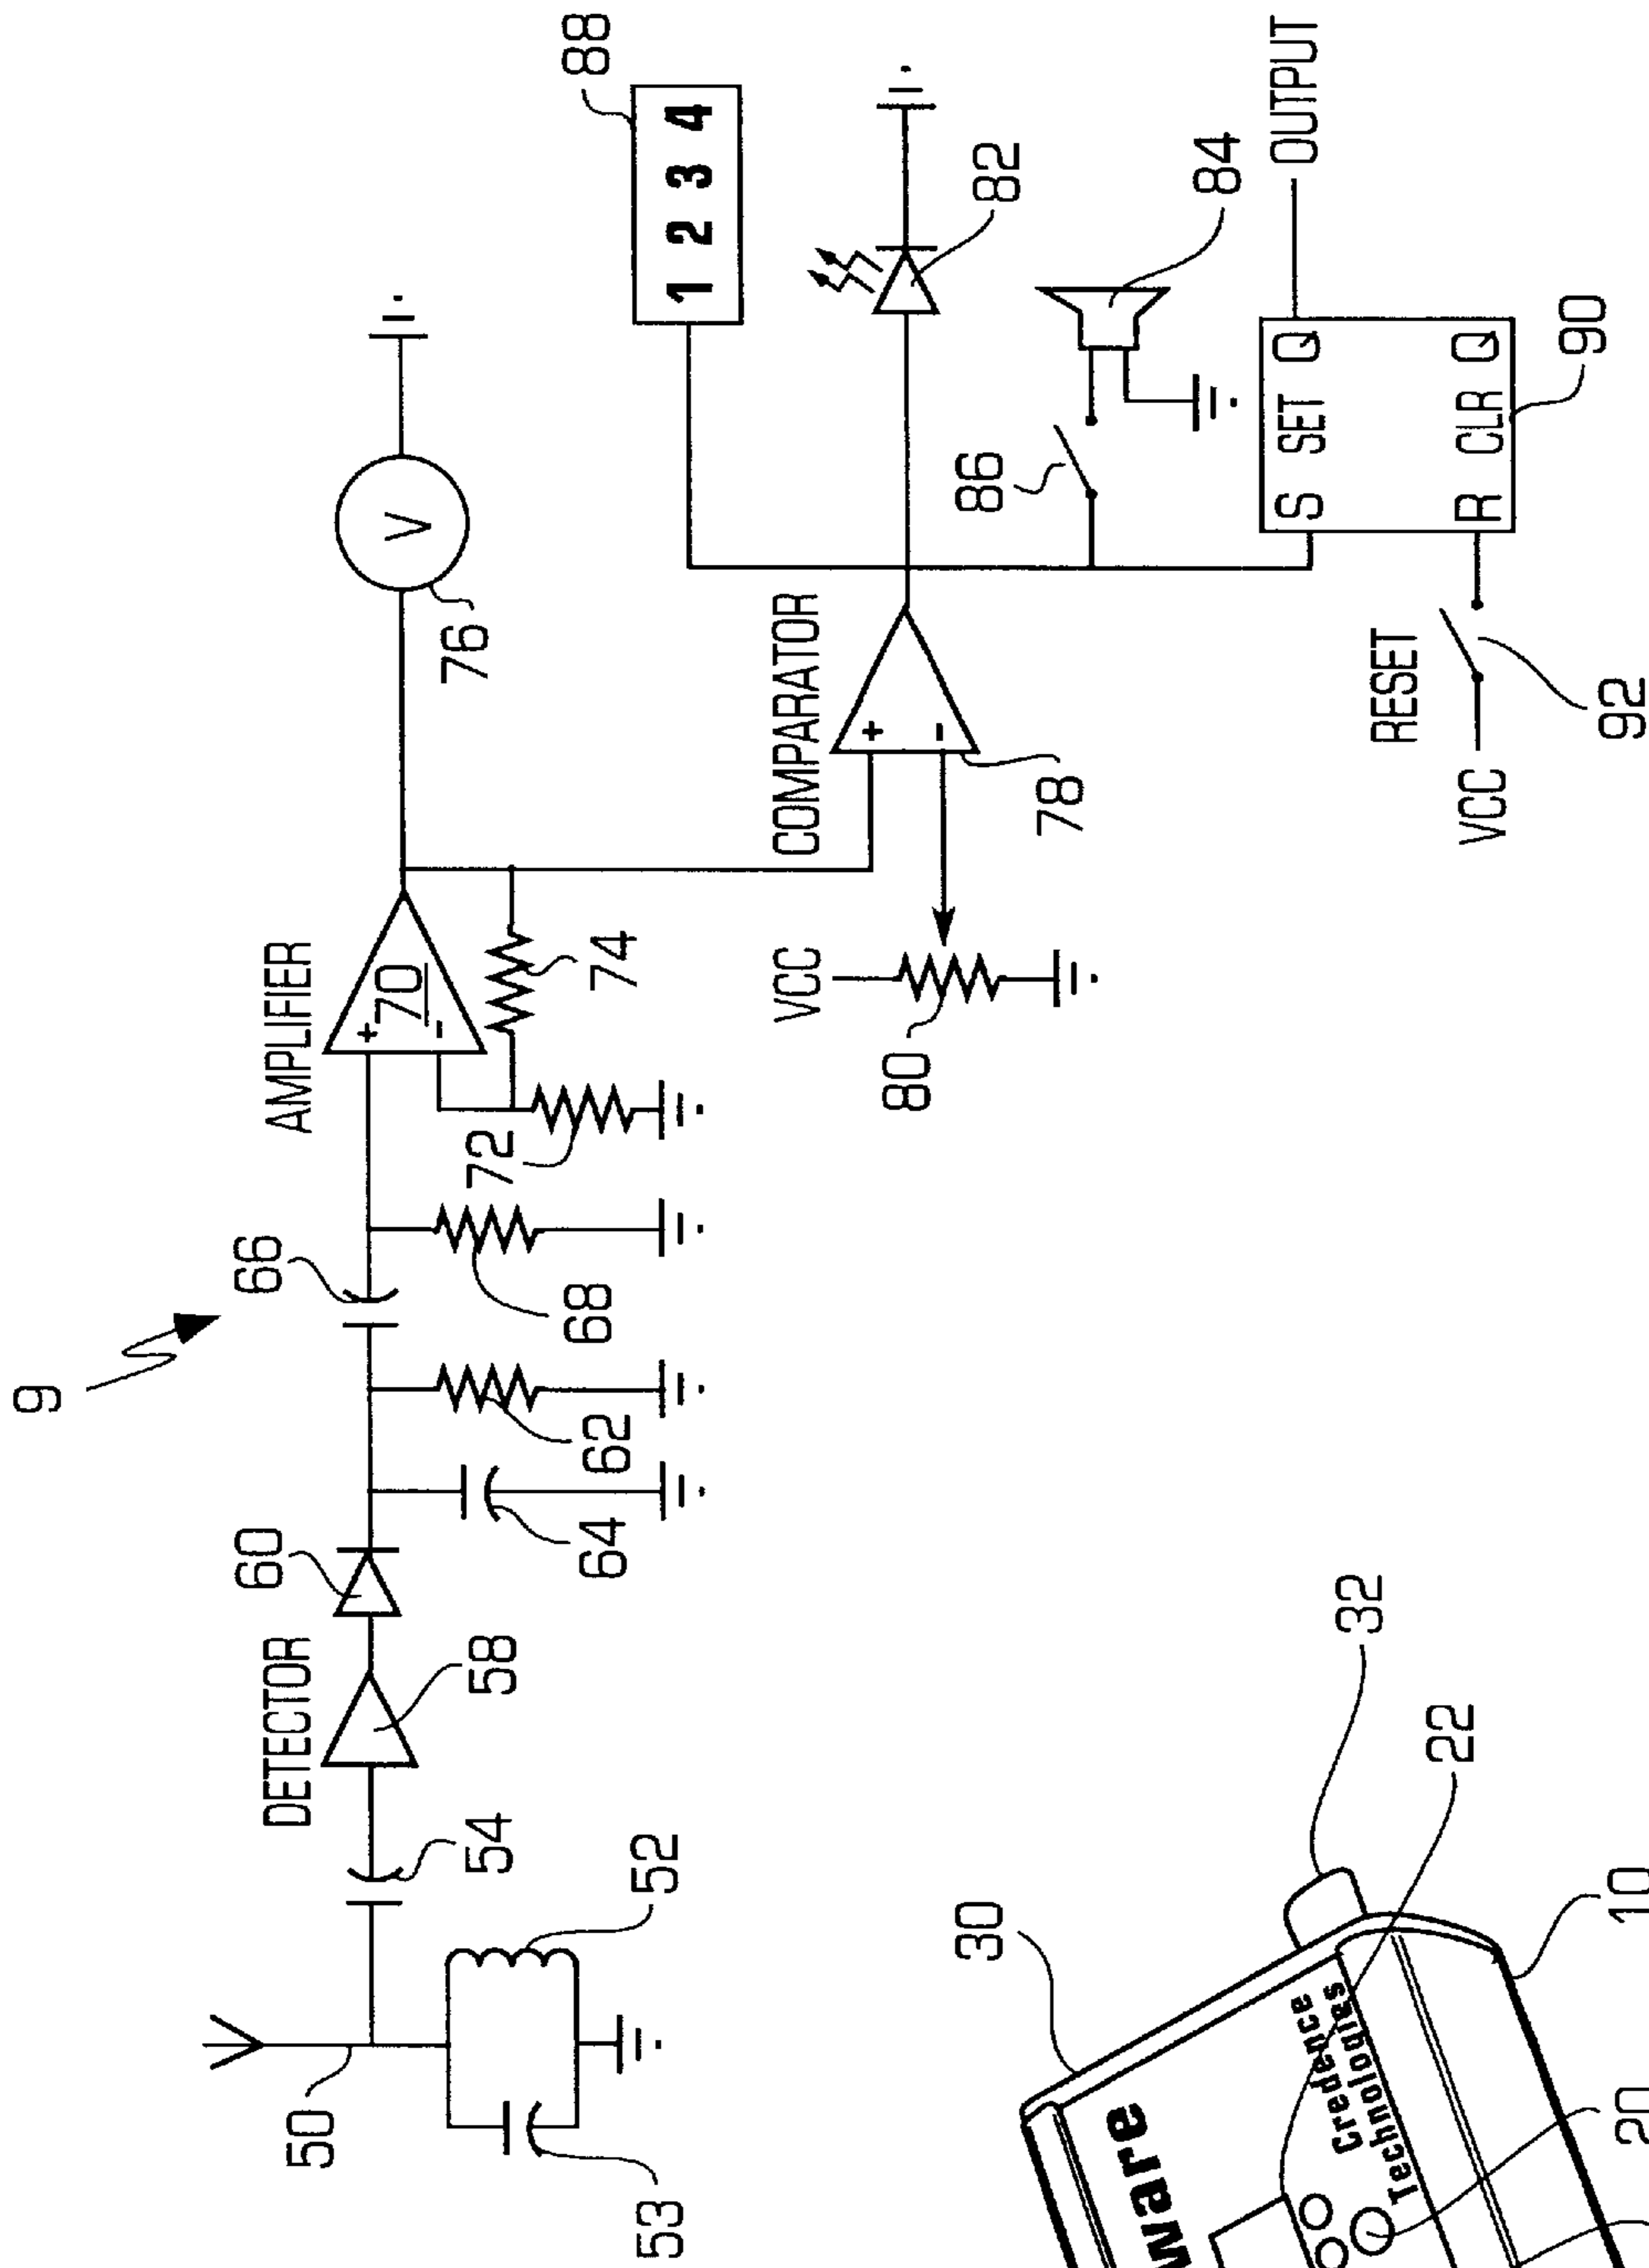 9
60
66
DETECTOR
AMPLIFIER
50
+
70
-
V
54
58
72
76
53
52
64
62
68
74
88
1 2 3 4
VCC
COMPARATOR
+
-
80
78
82
86
84
S SET Q
OUTPUT
R CLR Q
RESET
VCC
90
92
30
32
22
ware
Credence
Technologies
10
20